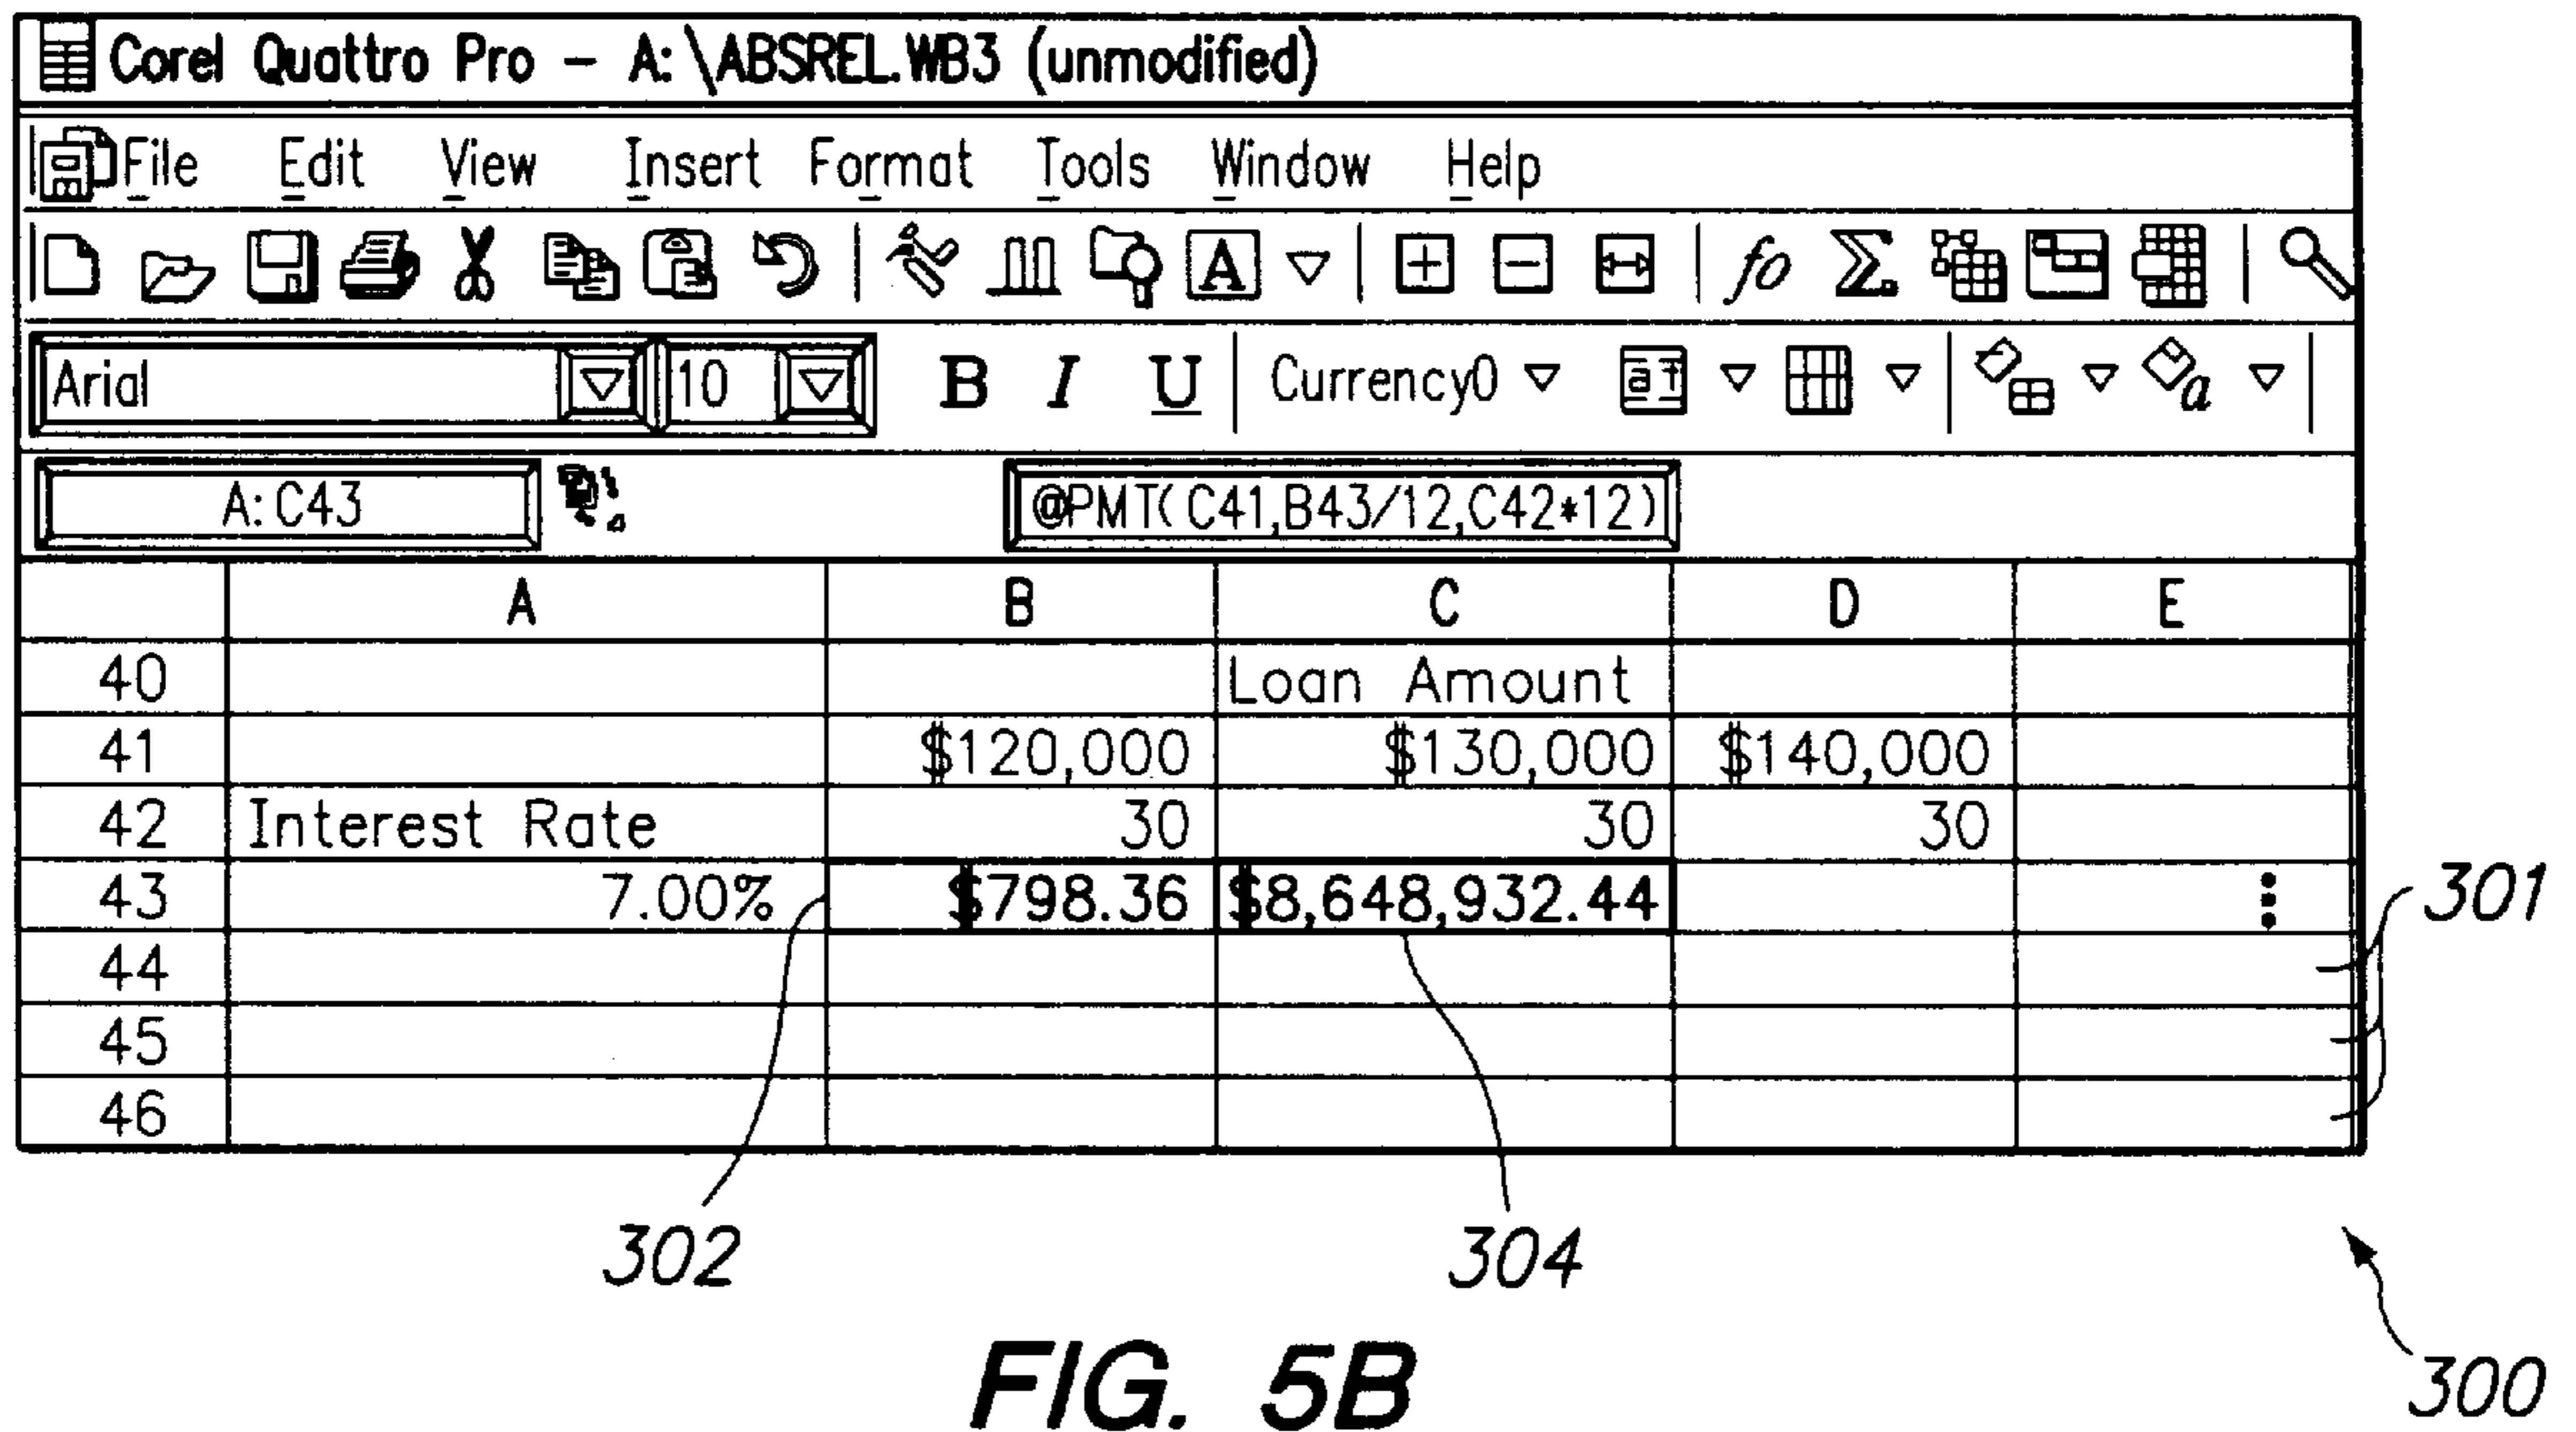 Corel Quattro Pro – A:\ABSREL.WB3 (unmodified)
File Edit View Insert Format Tools Window Help
A fo Σ
Arial 10 B I U Currency0 a
A:C43 @PMT(C41,B43/12,C42*12)
A B C D E
40 Loan Amount
41 $120,000 $130,000 $140,000
42 Interest Rate 30 30 30
43 7.00% $798.36 $8,648,932.44
44
45
46
301
302
304
300
FIG. 5B